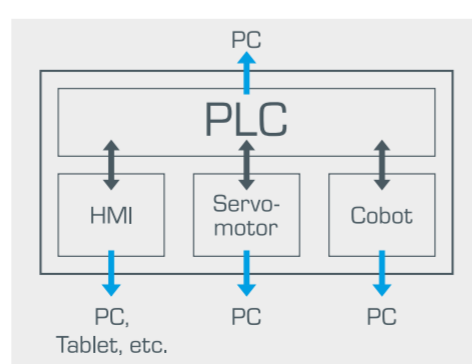 PC
PLC
HMI
Servo-
motor
Cobot
PC,
Tablet, etc.
PC
PC